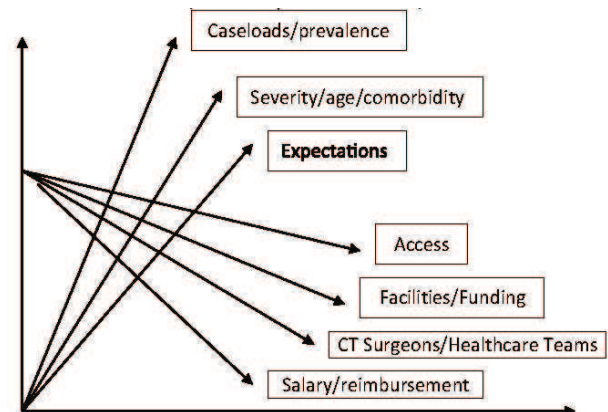 Caseloads/prevalence
Severity/age/comorbidity
Expectations
Access
Facilities/Funding
CT Surgeons/Healthcare Teams
Salary/reimbursement